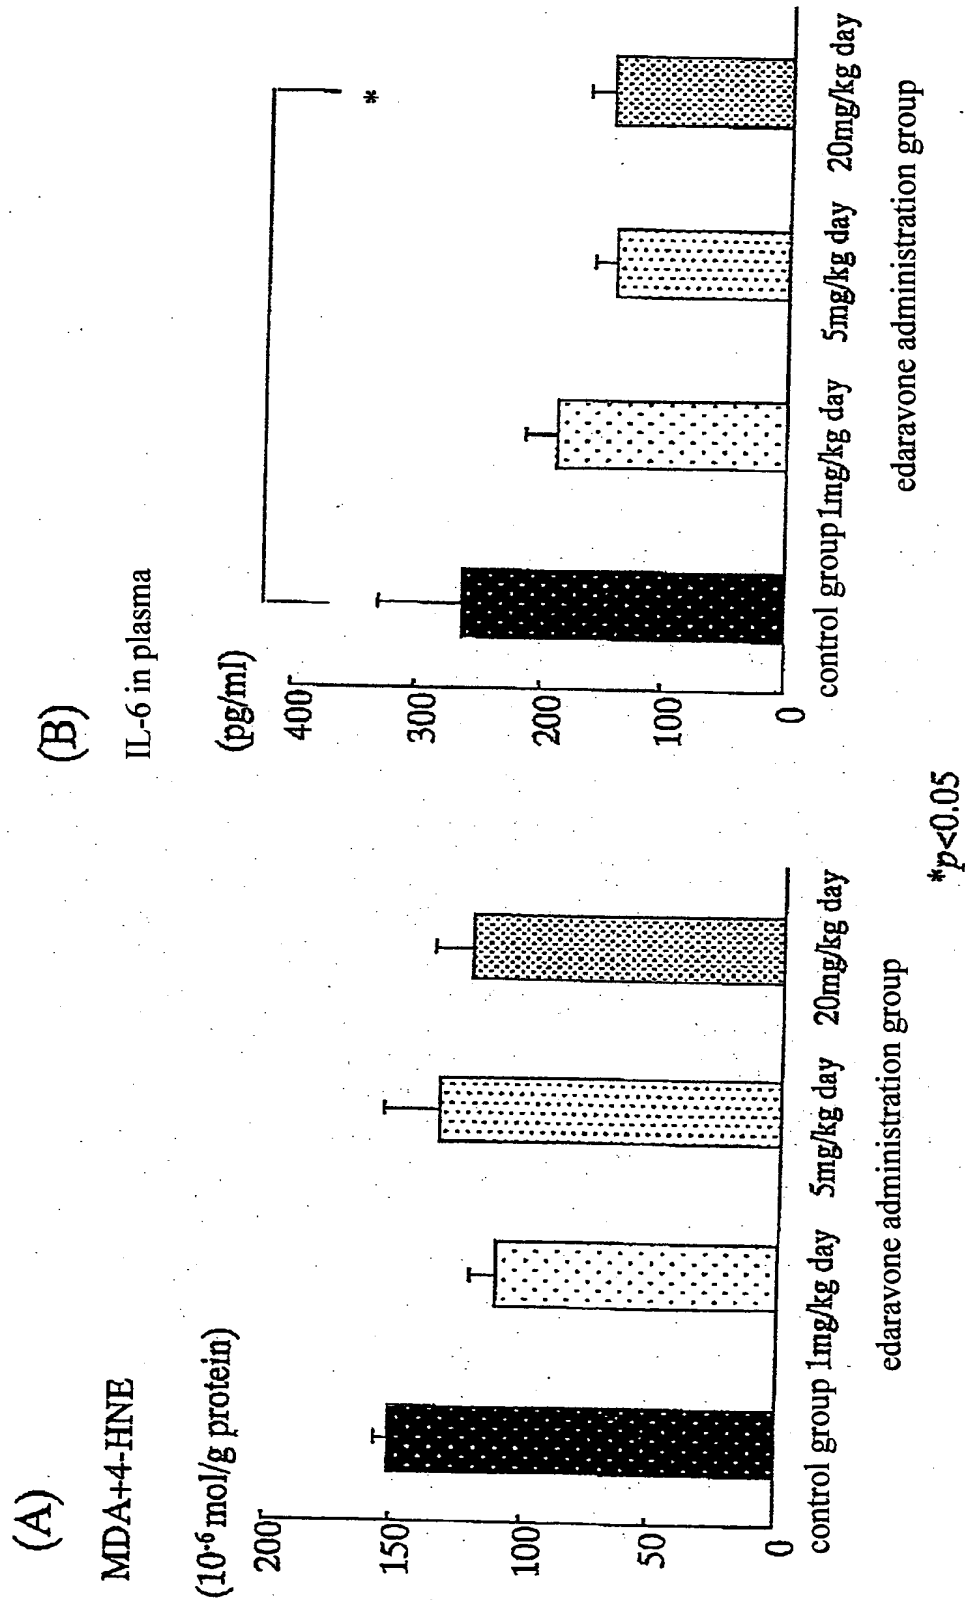 (A)
MDA+4-HNE
(10⁻⁶ mol/g protein)
200
150
100
50
0
control group 1mg/kg day 5mg/kg day 20mg/kg day
edaravone administration group
(B)
IL-6 in plasma
(pg/ml)
400
300
200
100
0
*
control group 1mg/kg day 5mg/kg day 20mg/kg day
edaravone administration group
*p<0.05